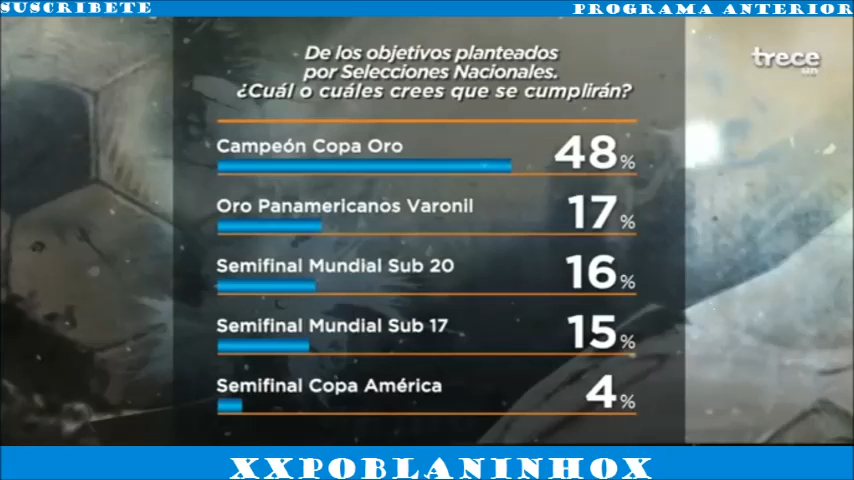 SUSCRIBETE
PROGRAMA ANTERIOR
De los objetivos planteados
por Selecciones Nacionales.
¿Cuál o cuáles crees que se cumplirán?
trece
Campeón Copa Oro 48%
Oro Panamericanos Varonil 17%
Semifinal Mundial Sub 20 16%
Semifinal Mundial Sub 17 15%
Semifinal Copa América 4%
XXPOBLANINHOX